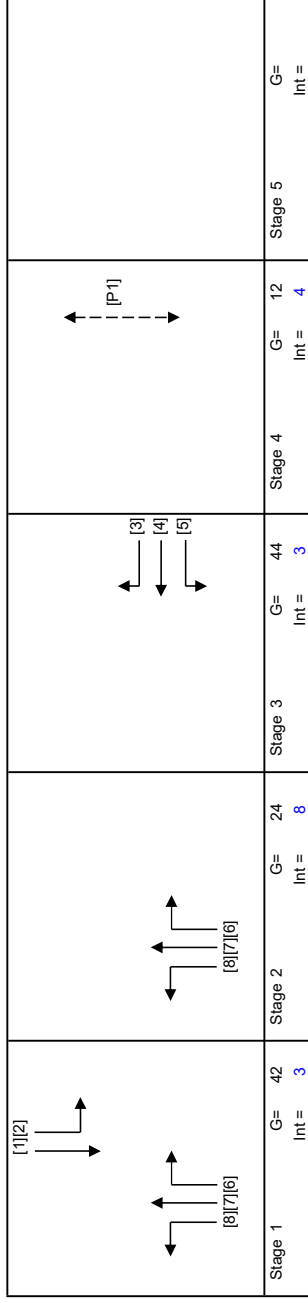 [1][2]
[8][7][6]
Stage 1 G= 42
Int = 3
[8][7][6]
Stage 2 G= 24
Int = 8
[3]
[4]
[5]
Stage 3 G= 44
Int = 3
[P1]
Stage 4 G= 12
Int = 4
Stage 5 G=
Int =